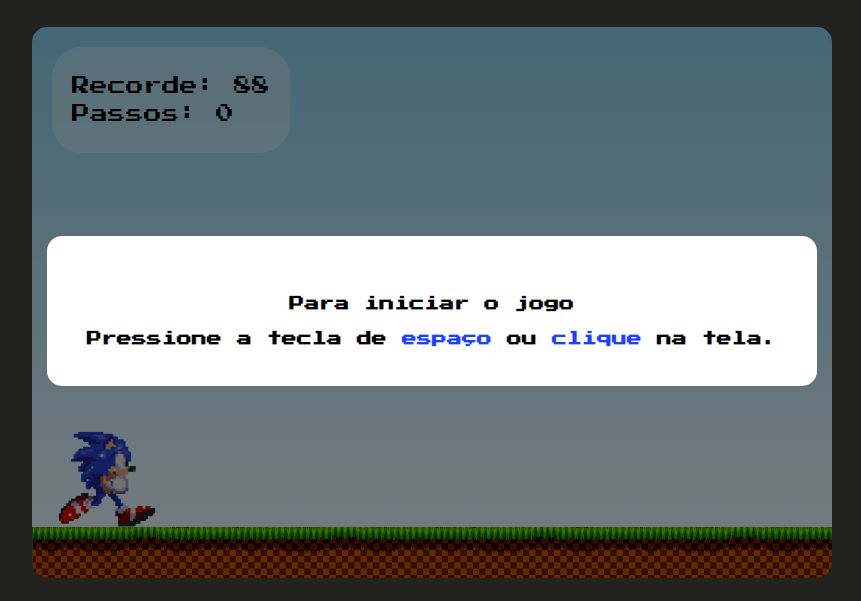 Recorde: 88
Passos: 0
Para iniciar o jogo
Pressione a tecla de espaço ou clique na tela.